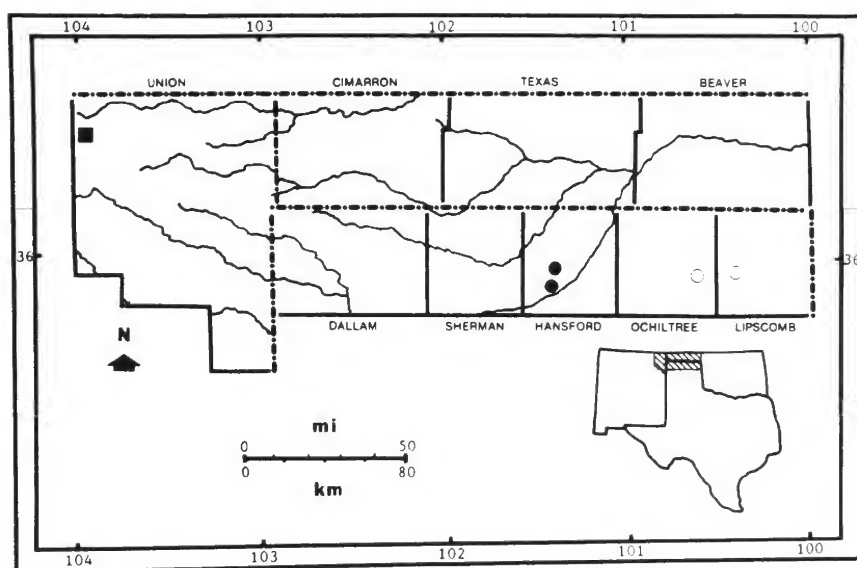 104 103 102 101 100
UNION CIMARRON TEXAS BEAVER
36 36
DALLAM SHERMAN HANSFORD OCHILTREE LIPSCOMB
N
mi
0 50
0 80
km
104 103 102 101 100